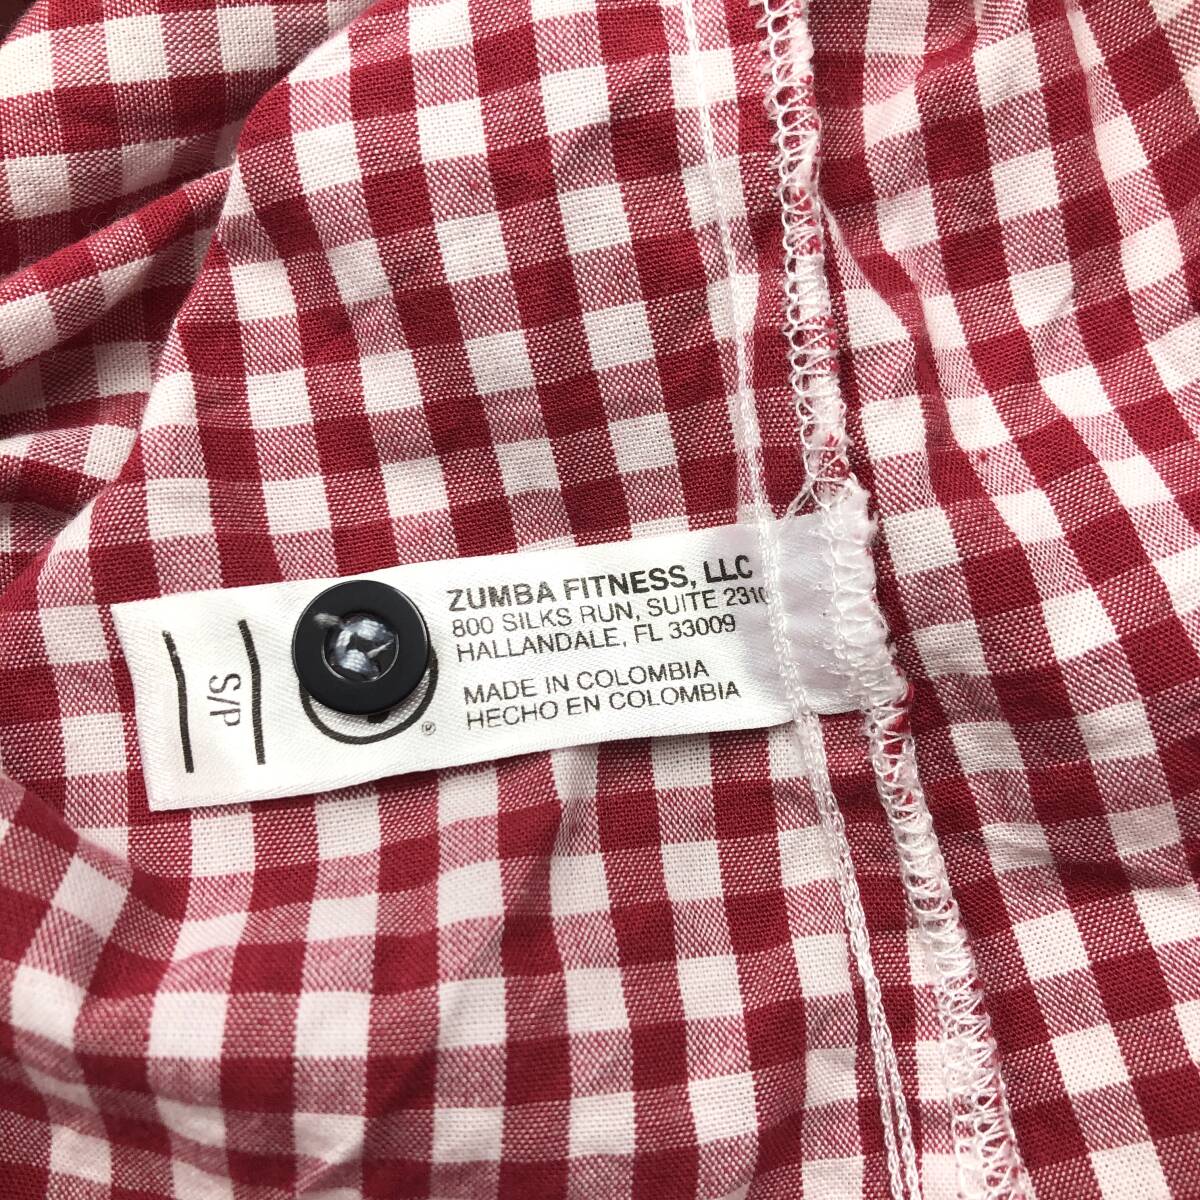 ZUMBA FITNESS, LLC
800 SILKS RUN, SUITE 2310
HALLANDALE, FL 33009
MADE IN COLOMBIA
HECHO EN COLOMBIA
®
S/P